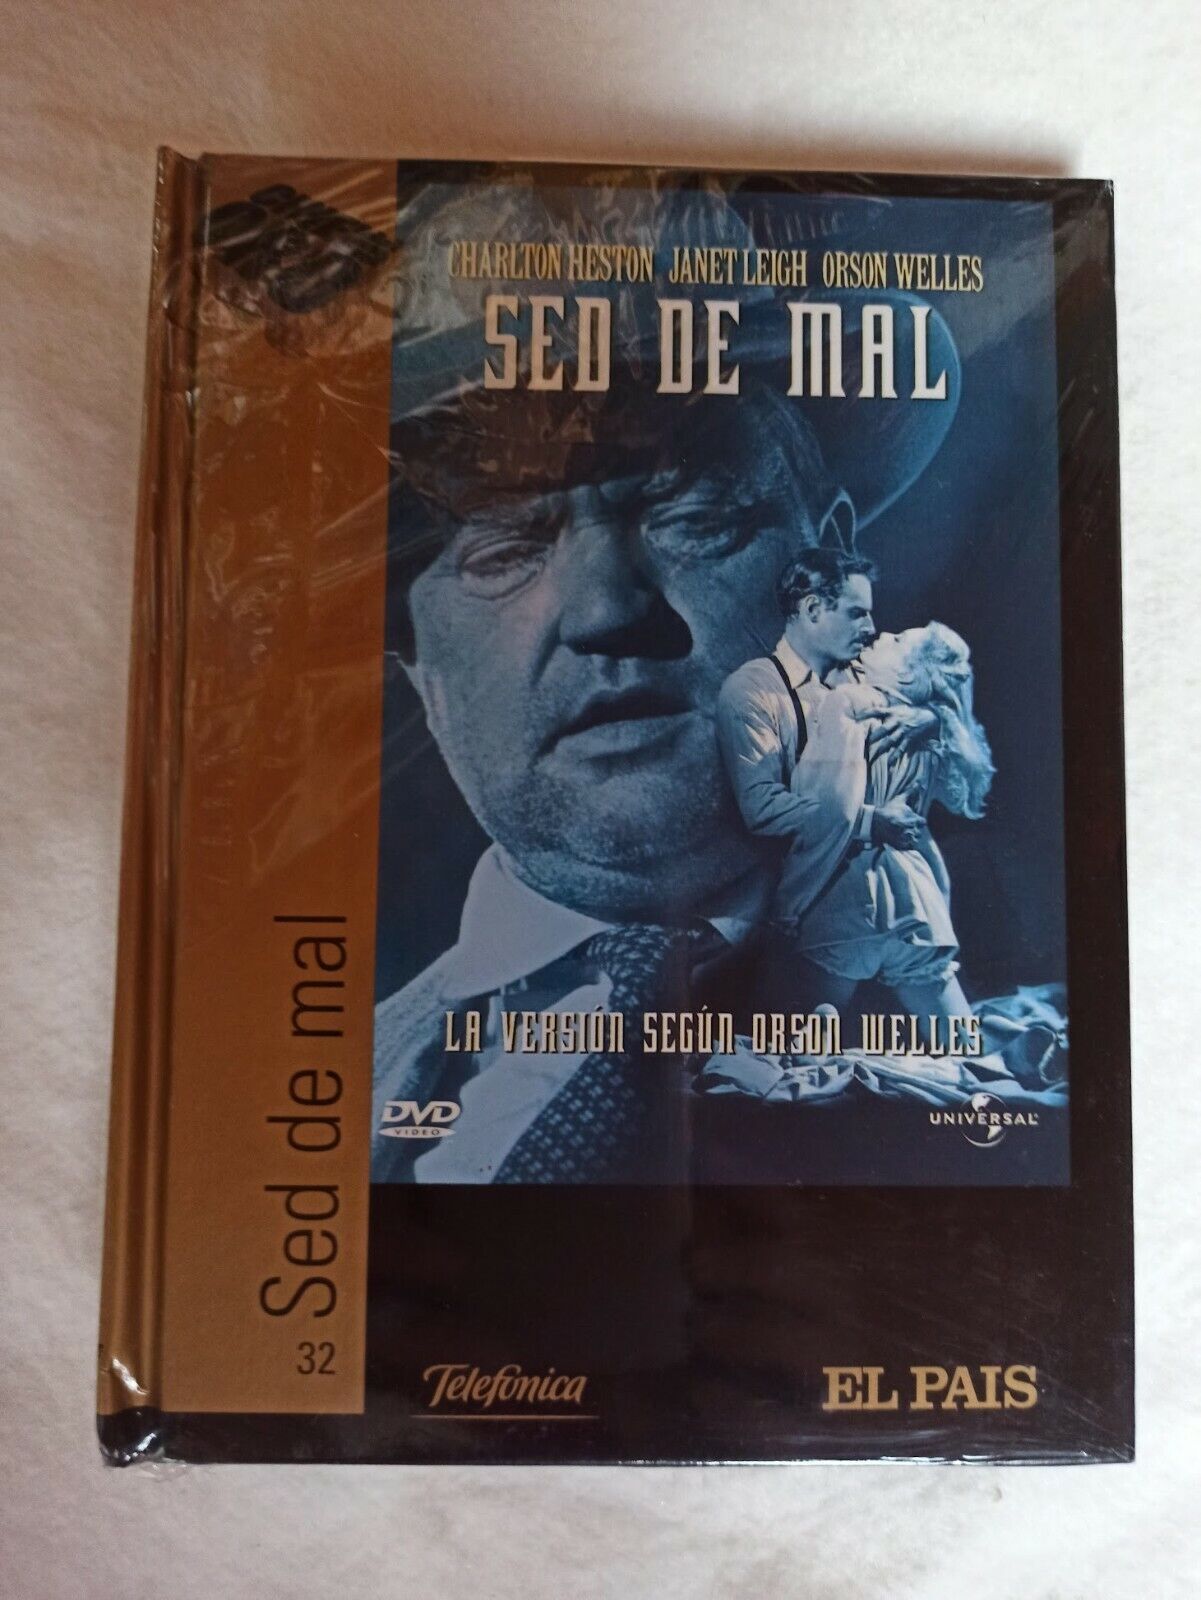 CHARLTON HESTON JANET LEIGH ORSON WELLES
SED DE MAL
LA VERSIÓN SEGÚN ORSON WELLES
DVD
VIDEO
UNIVERSAL
32 Sed de mal
Telefónica
EL PAIS